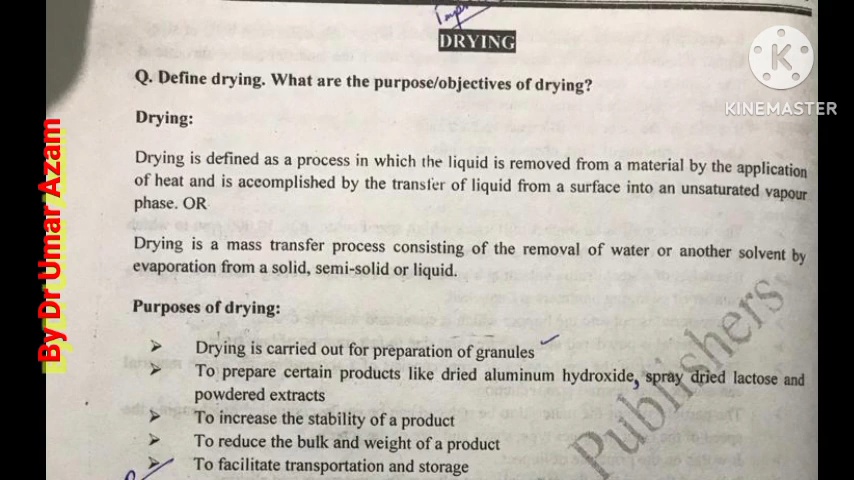 DRYING
Q. Define drying. What are the purpose/objectives of drying?
Drying:
Drying is defined as a process in which the liquid is removed from a material by the application
of heat and is accomplished by the transfer of liquid from a surface into an unsaturated vapour
phase. OR
Drying is a mass transfer process consisting of the removal of water or another solvent by
evaporation from a solid, semi-solid or liquid.
Purposes of drying:
➢ Drying is carried out for preparation of granules
➢ To prepare certain products like dried aluminum hydroxide, spray dried lactose and
powdered extracts
➢ To increase the stability of a product
➢ To reduce the bulk and weight of a product
➢ To facilitate transportation and storage
Publishers
By Dr Umar Azam
K
KINEMASTER